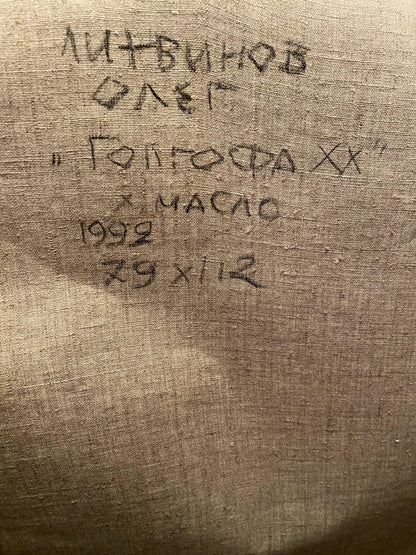 ЛИТВИНОВ
ОЛЕГ
„ГОЛГОФА XX"
х МАСЛО
1992
79 х 112